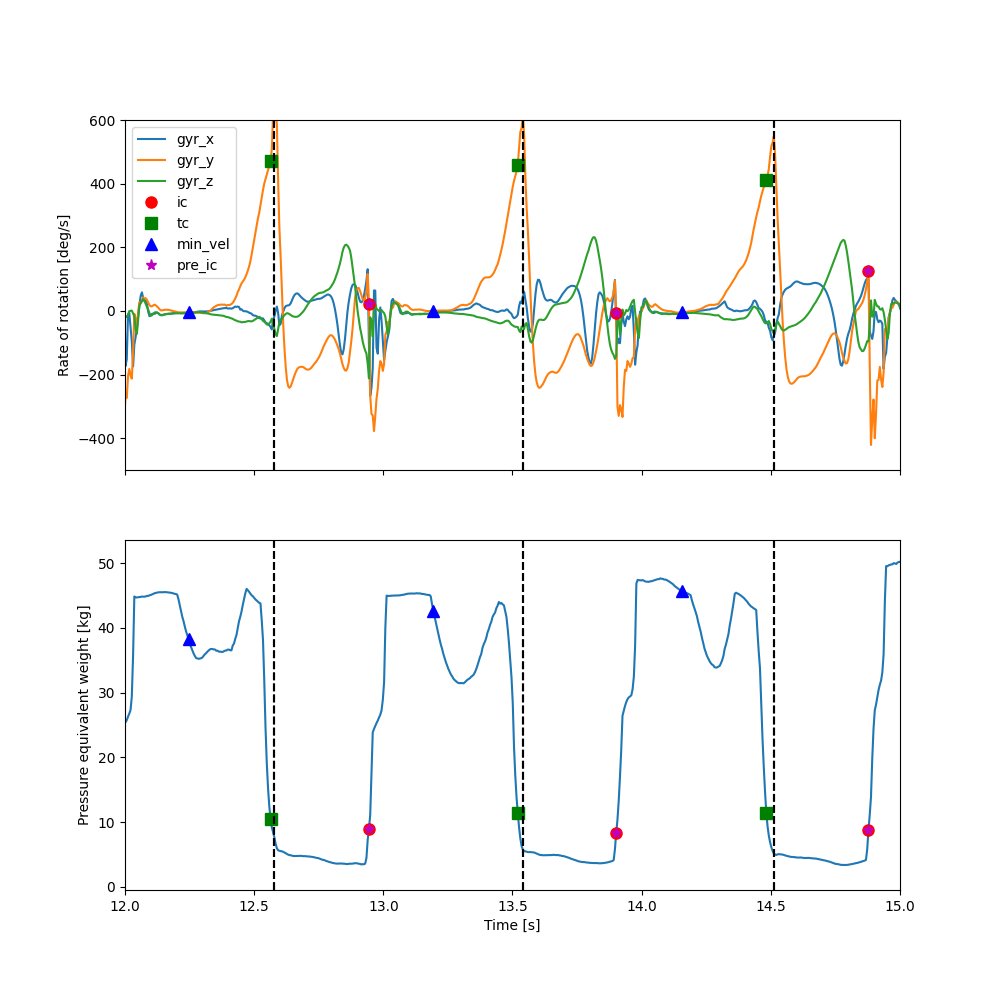 600
400
200
0
−200
−400
Rate of rotation [deg/s]
gyr_x
gyr_y
gyr_z
ic
tc
min_vel
pre_ic
50
40
30
20
10
0
Pressure equivalent weight [kg]
12.0 12.5 13.0 13.5 14.0 14.5 15.0
Time [s]